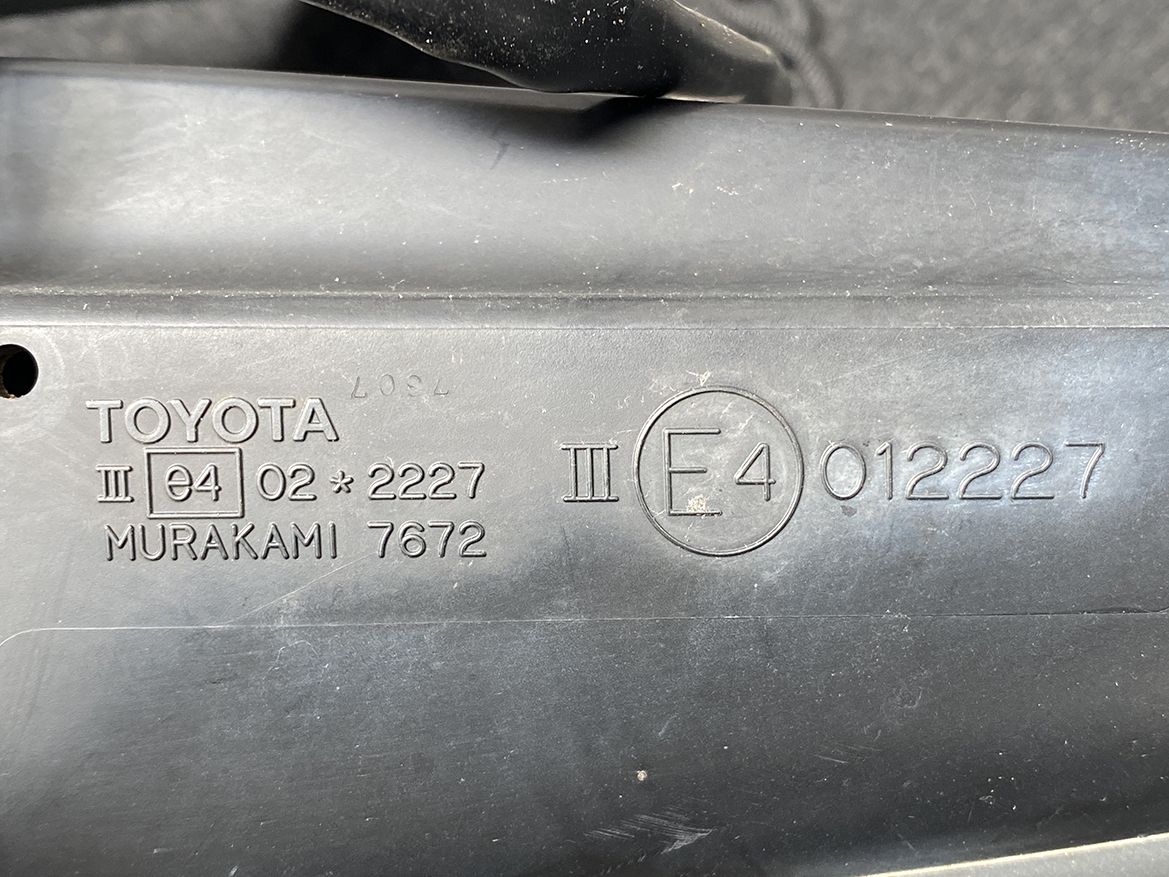 TOYOTA
III e4 02*2227
MURAKAMI 7672
III E4 012227